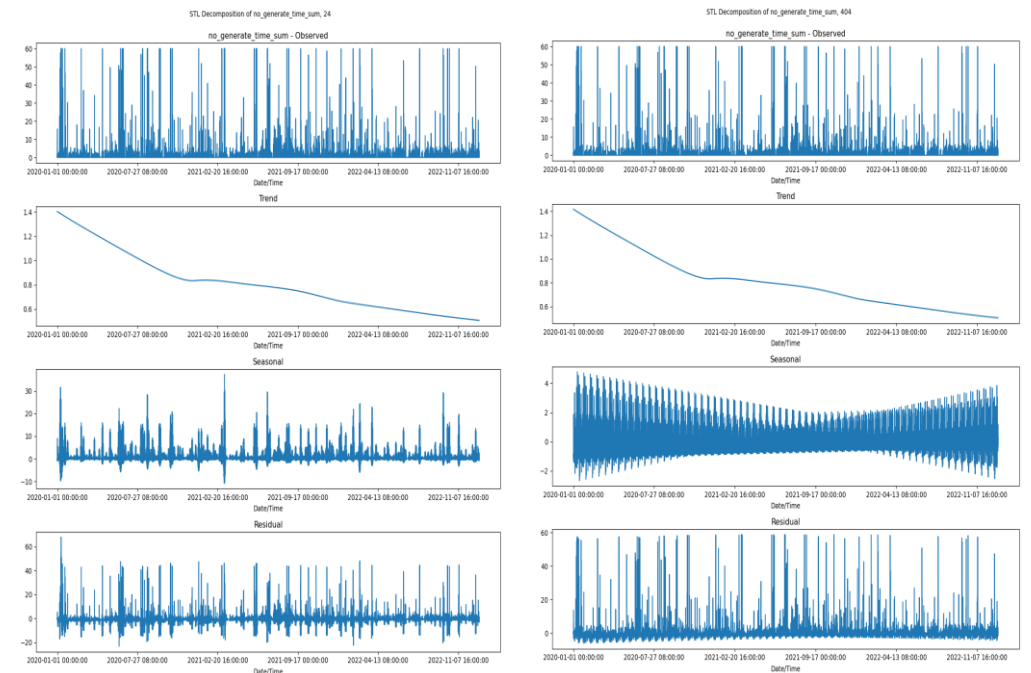 STL Decomposition of no_generate_time_sum, 24
no_generate_time_sum - Observed
60
50
40
30
20
10
0
2020-01-01 00:00:00 2020-07-27 08:00:00 2021-02-20 16:00:00 2021-09-17 00:00:00 2022-04-13 08:00:00 2022-11-07 16:00:00
Date/Time
Trend
1.4
1.2
1.0
0.8
0.6
2020-01-01 00:00:00 2020-07-27 08:00:00 2021-02-20 16:00:00 2021-09-17 00:00:00 2022-04-13 08:00:00 2022-11-07 16:00:00
Date/Time
Seasonal
30
20
10
0
−10
2020-01-01 00:00:00 2020-07-27 08:00:00 2021-02-20 16:00:00 2021-09-17 00:00:00 2022-04-13 08:00:00 2022-11-07 16:00:00
Date/Time
Residual
60
40
20
0
−20
2020-01-01 00:00:00 2020-07-27 08:00:00 2021-02-20 16:00:00 2021-09-17 00:00:00 2022-04-13 08:00:00 2022-11-07 16:00:00
Date/Time
STL Decomposition of no_generate_time_sum, 404
no_generate_time_sum - Observed
60
50
40
30
20
10
0
2020-01-01 00:00:00 2020-07-27 08:00:00 2021-02-20 16:00:00 2021-09-17 00:00:00 2022-04-13 08:00:00 2022-11-07 16:00:00
Date/Time
Trend
1.4
1.2
1.0
0.8
0.6
2020-01-01 00:00:00 2020-07-27 08:00:00 2021-02-20 16:00:00 2021-09-17 00:00:00 2022-04-13 08:00:00 2022-11-07 16:00:00
Date/Time
Seasonal
4
2
0
−2
2020-01-01 00:00:00 2020-07-27 08:00:00 2021-02-20 16:00:00 2021-09-17 00:00:00 2022-04-13 08:00:00 2022-11-07 16:00:00
Date/Time
Residual
60
40
20
0
2020-01-01 00:00:00 2020-07-27 08:00:00 2021-02-20 16:00:00 2021-09-17 00:00:00 2022-04-13 08:00:00 2022-11-07 16:00:00
Date/Time